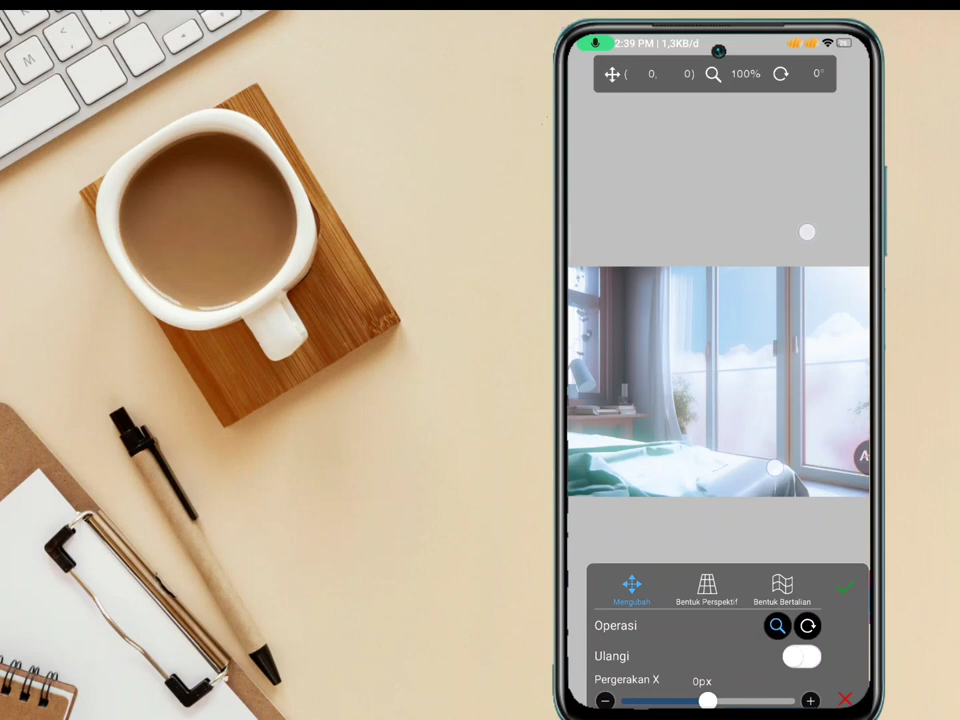 2:39 PM | 1,3KB/d
( 0, 0) 100% 0°
A
Mengubah Bentuk Perspektif Bentuk Bertalian
Operasi
Ulangi
Pergerakan X 0px
M